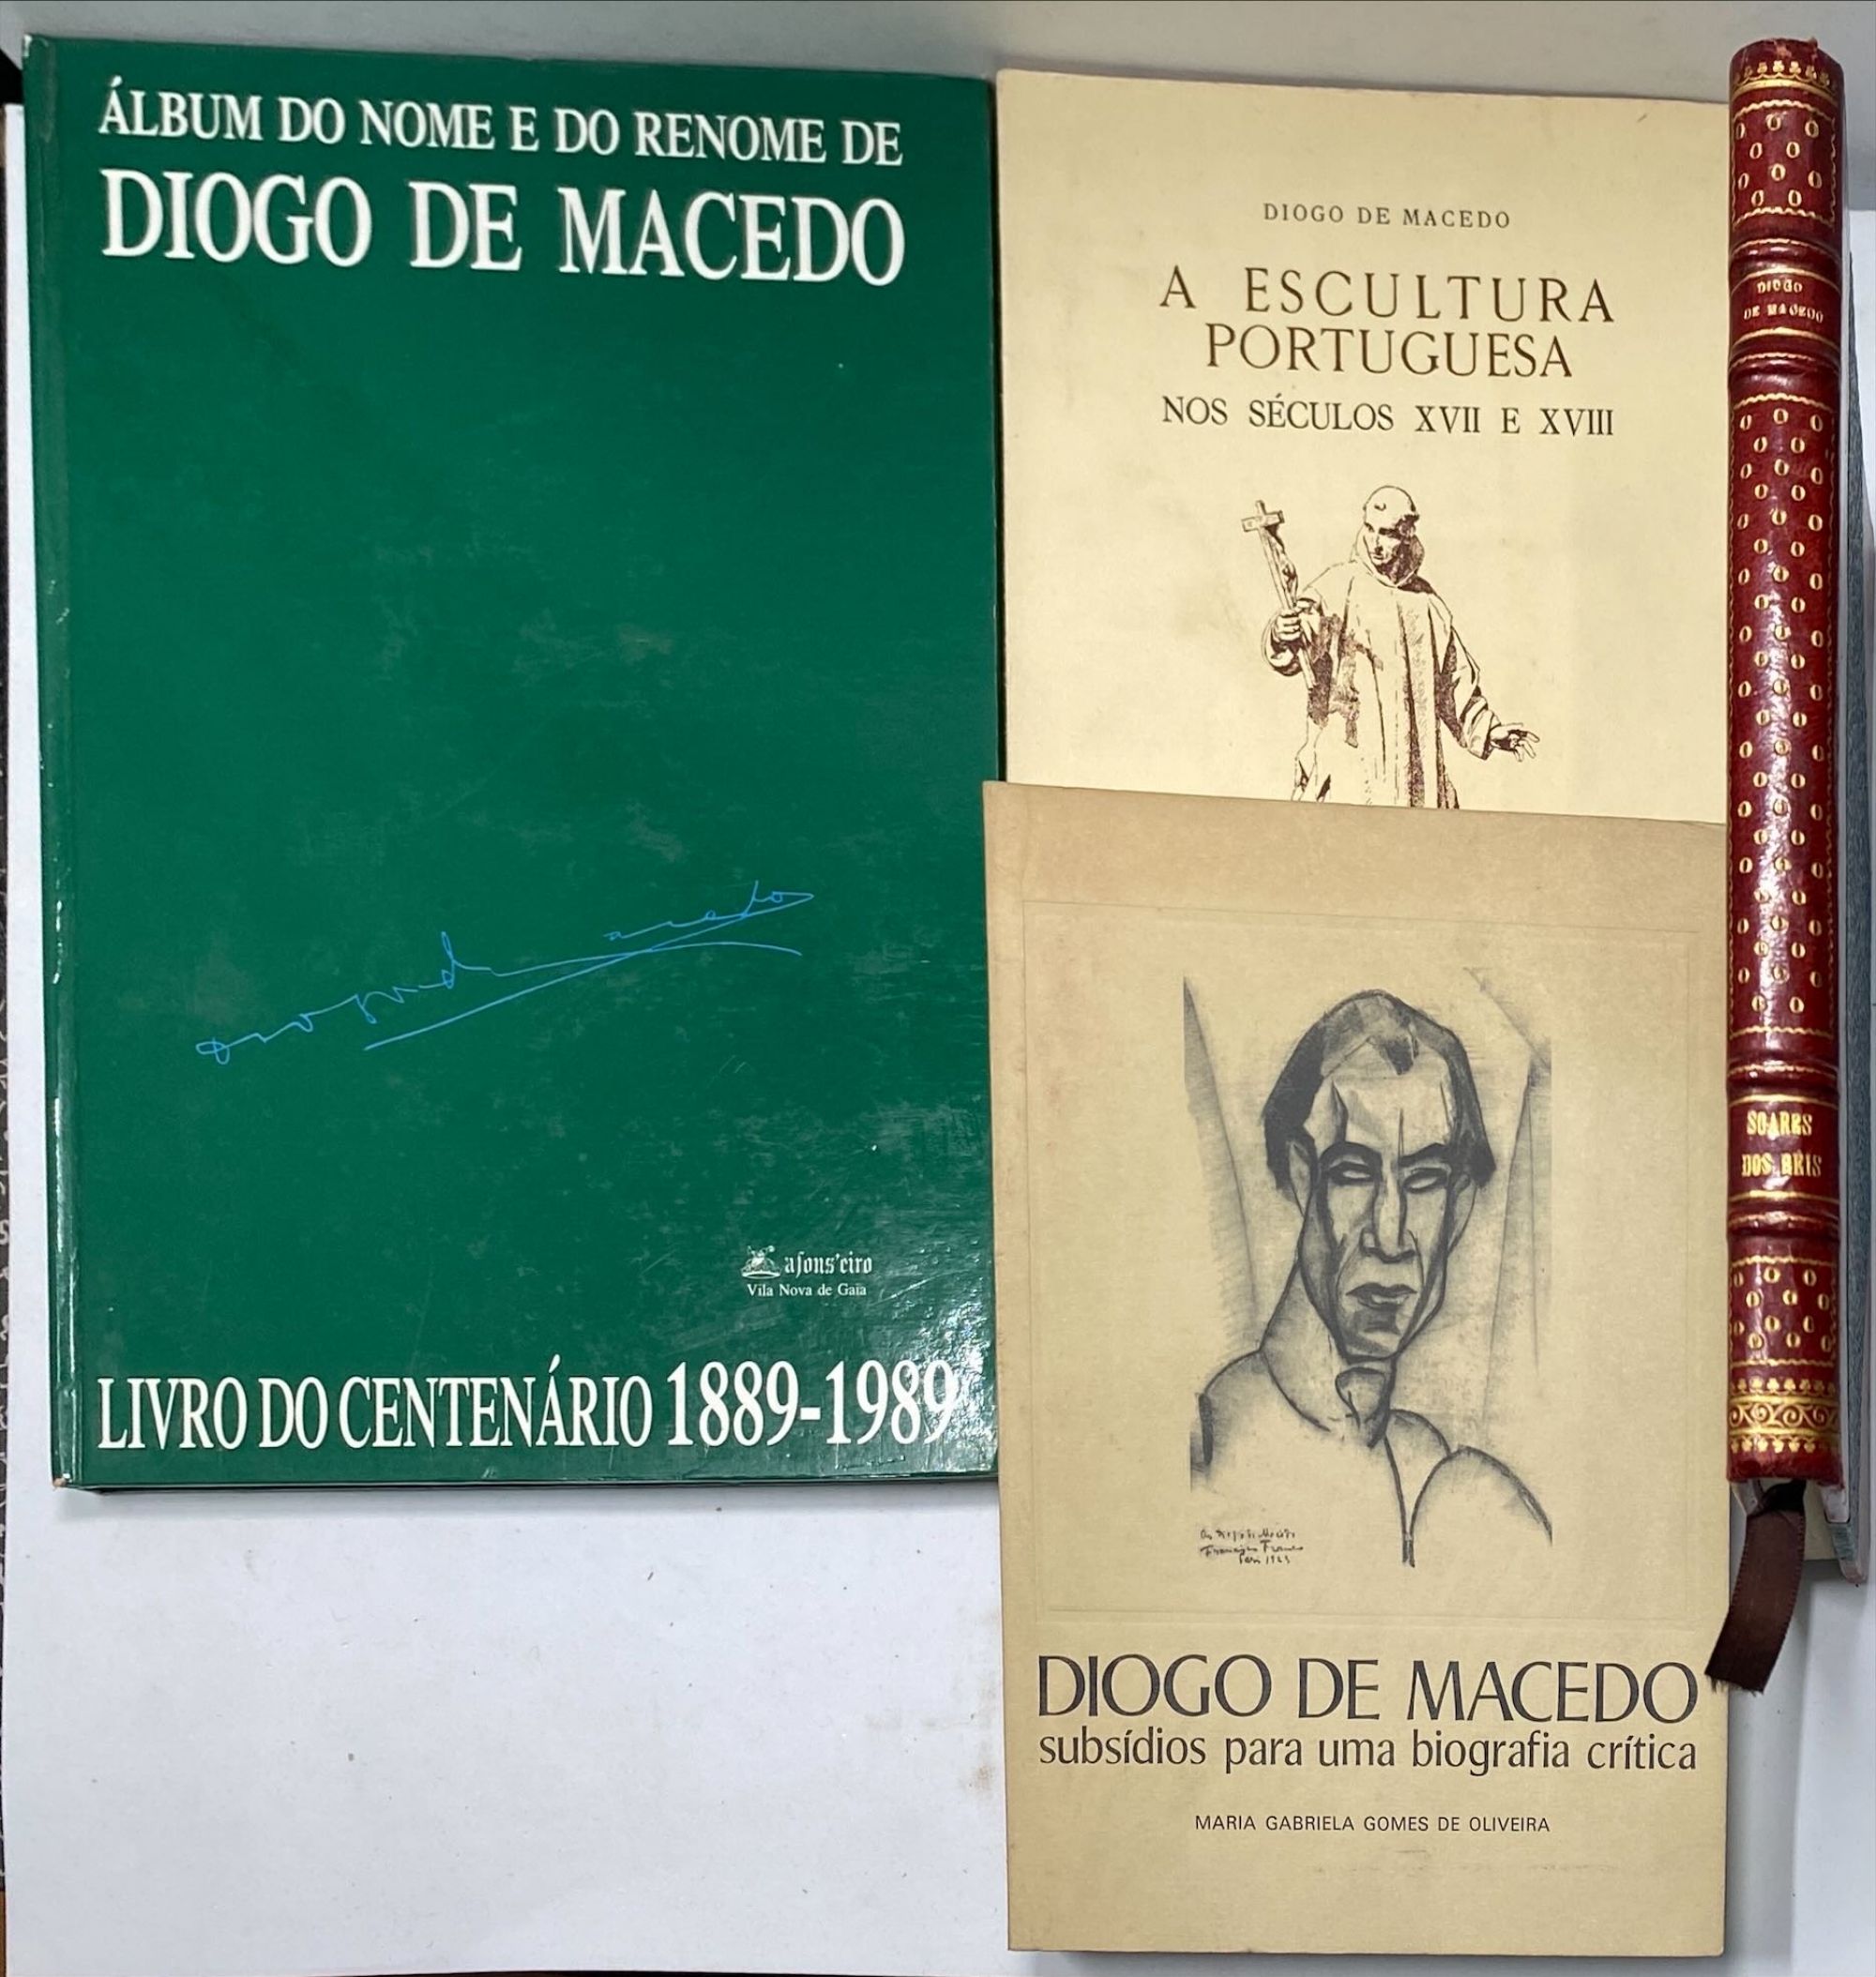 ÁLBUM DO NOME E DO RENOME DE
DIOGO DE MACEDO
afons'eiro
Vila Nova de Gaia
LIVRO DO CENTENÁRIO 1889-1989
DIOGO DE MACEDO
A ESCULTURA
PORTUGUESA
NOS SÉCULOS XVII E XVIII
DIOGO DE MACEDO
subsídios para uma biografia crítica
MARIA GABRIELA GOMES DE OLIVEIRA
DIOGO
DE MACEDO
SOARES
DOS REIS